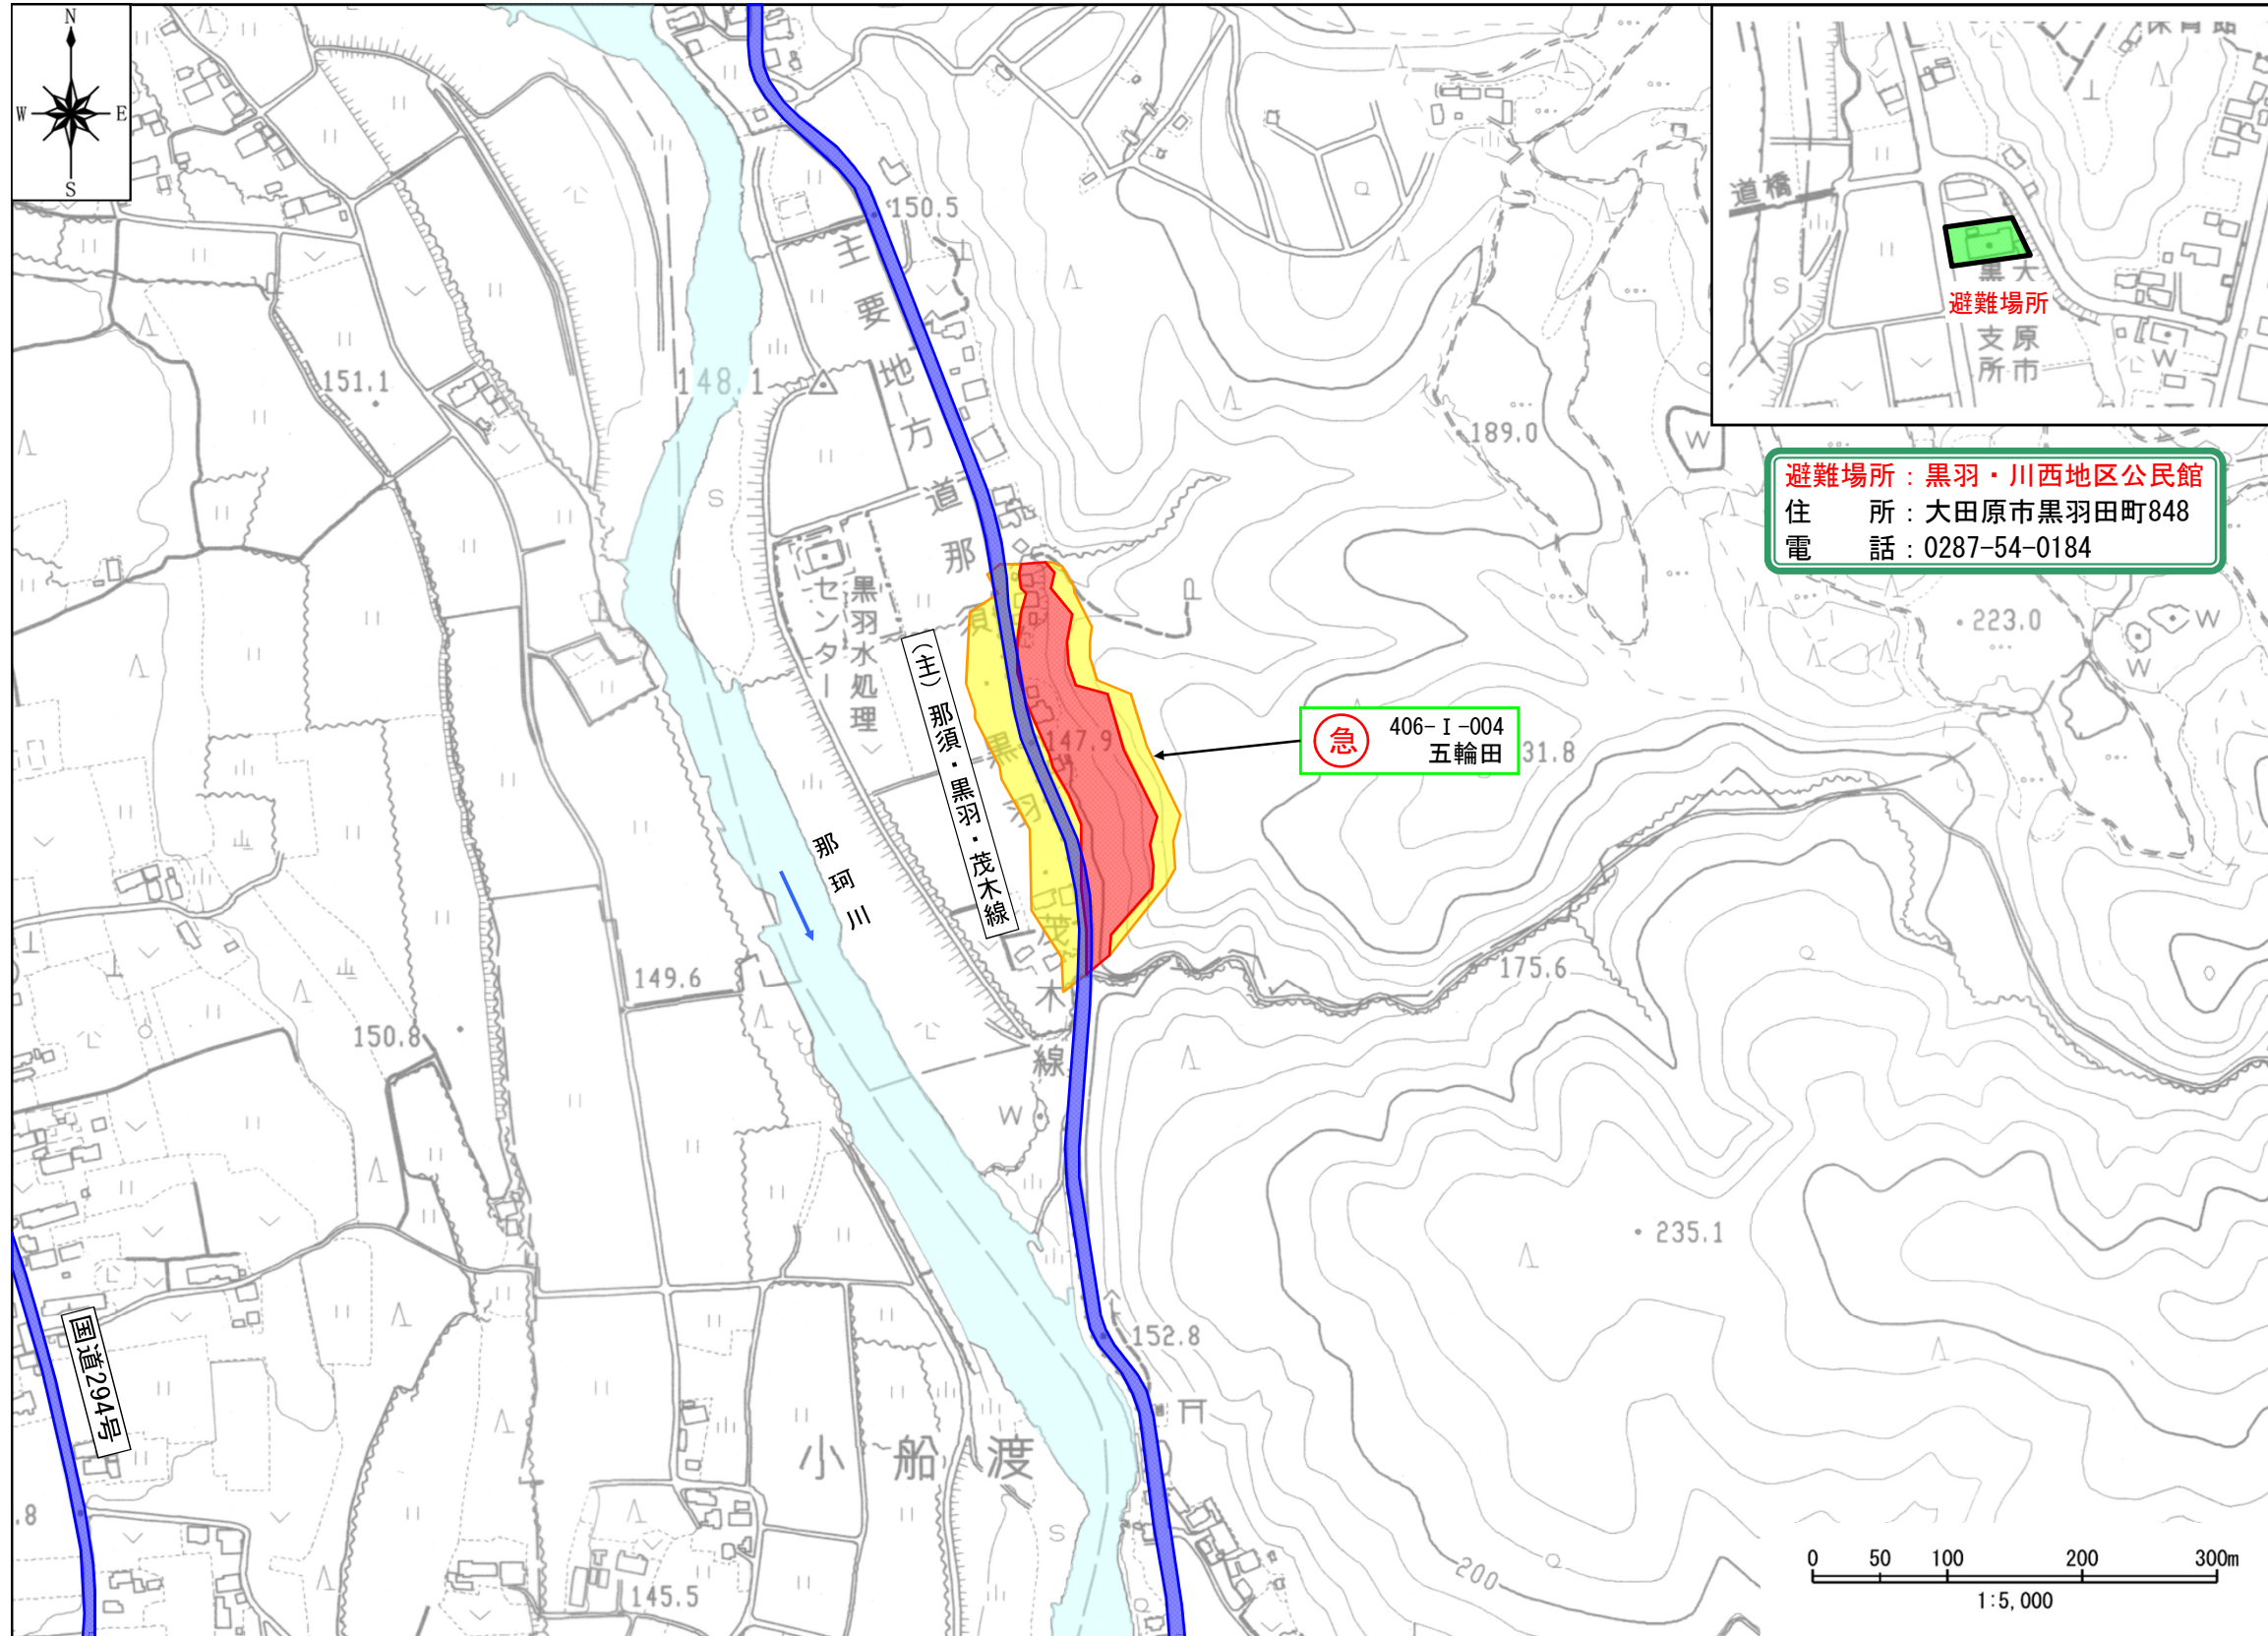 N
W
E
S
150.5
主要地方道那須・黒羽・茂木線
151.1
148.1
S
黒羽水処理
センター
(主)那須・黒羽・茂木線
147.9
那珂川
急
406-Ⅰ-004
五輪田
31.8
189.0
W
道橋
S
避難場所
支原
所市
W
避難場所：黒羽・川西地区公民館
住　　所：大田原市黒羽田町848
電　　話：0287-54-0184
223.0
W
W
149.6
150.8
175.6
W
235.1
152.8
国道294号
小船渡
S
.8
145.5
200
0 50 100 200 300m
1:5,000